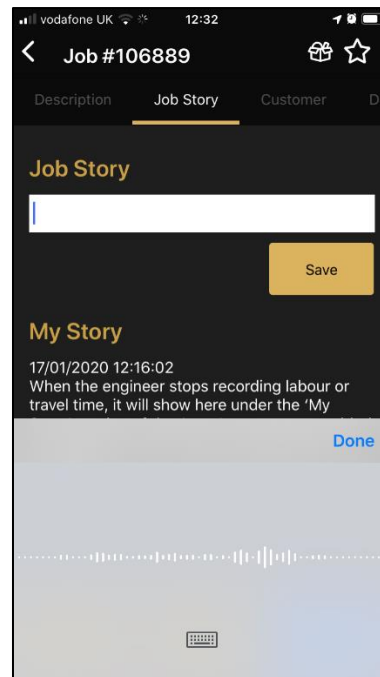 vodafone UK 12:32
Job #106889
Description Job Story Customer D
Job Story
Save
My Story
17/01/2020 12:16:02
When the engineer stops recording labour or
travel time, it will show here under the 'My
Done